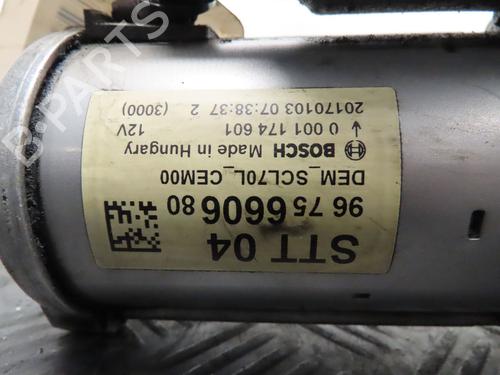 STT 04
96 75 6606 80
DEM_SCL70L_CEM00
BOSCH Made in Hungary
0 001 174 601 12V
20170103 07:38:37 2 (3000)
B-PARTS